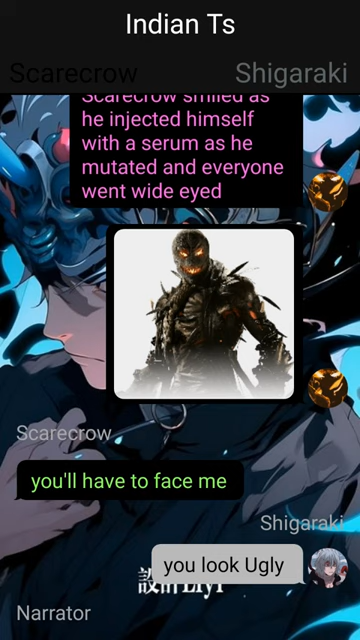 Indian Ts
Scarecrow
Shigaraki
Scarecrow smiled as
he injected himself
with a serum as he
mutated and everyone
went wide eyed
Scarecrow
you'll have to face me
Shigaraki
you look Ugly
Narrator